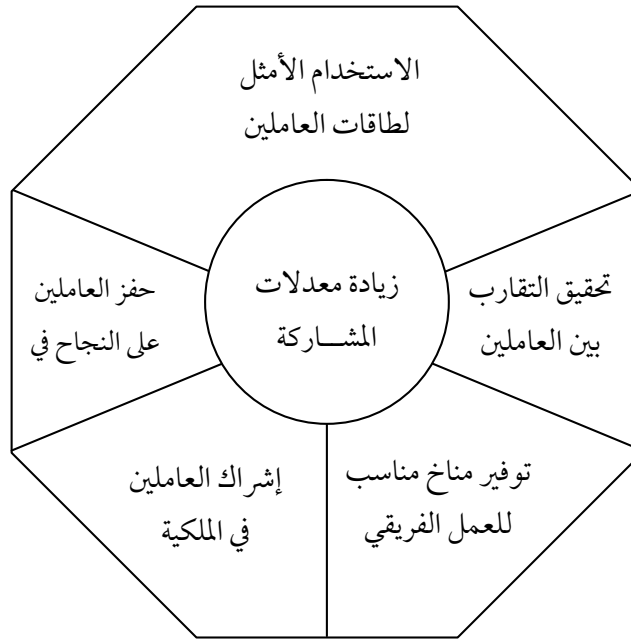 الاستخدام الأمثل
لطاقات العاملين
تحقيق التقارب
بين العاملين
زيادة معدلات
المشـــاركة
حفز العاملين
على النجاح في
توفير مناخ مناسب
للعمل الفريقي
إشراك العاملين
في الملكية